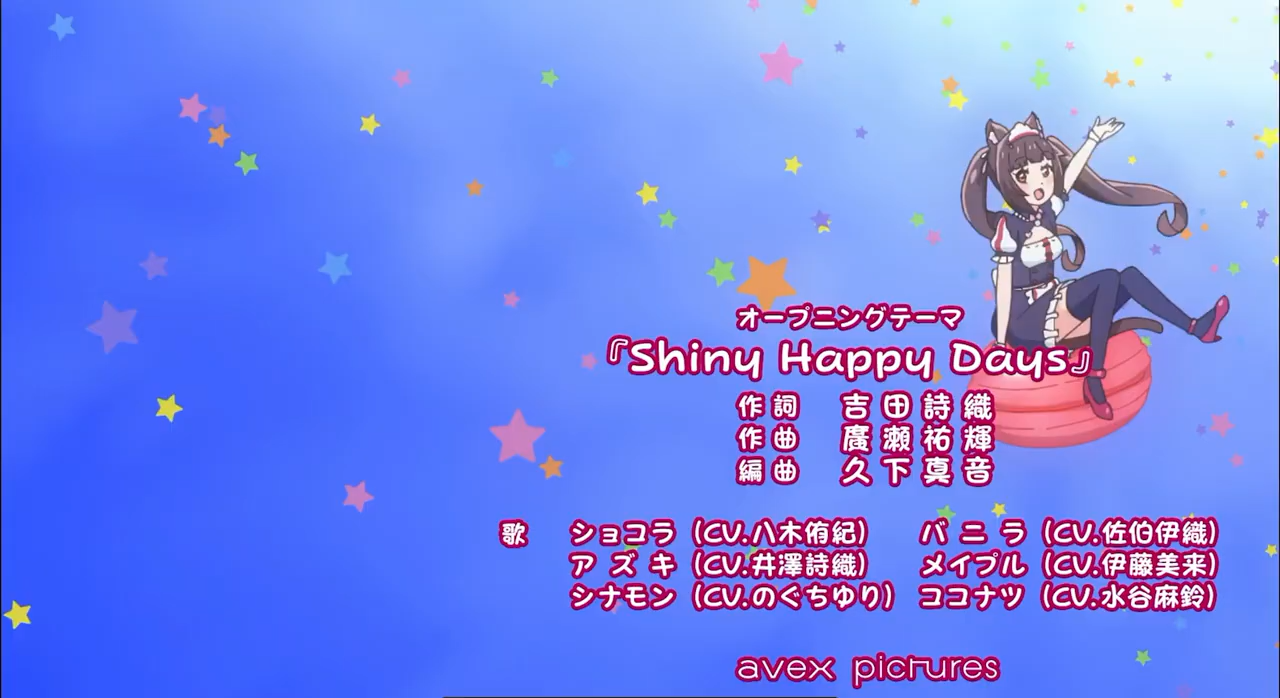 オープニングテーマ
『Shiny Happy Days』
作詞 吉田詩織
作曲 廣瀬祐輝
編曲 久下真音
歌 ショコラ（CV.八木侑紀） バニラ（CV.佐伯伊織）
アズキ（CV.井澤詩織） メイプル（CV.伊藤美来）
シナモン（CV.のぐちゆり） ココナツ（CV.水谷麻鈴）
avex pictures